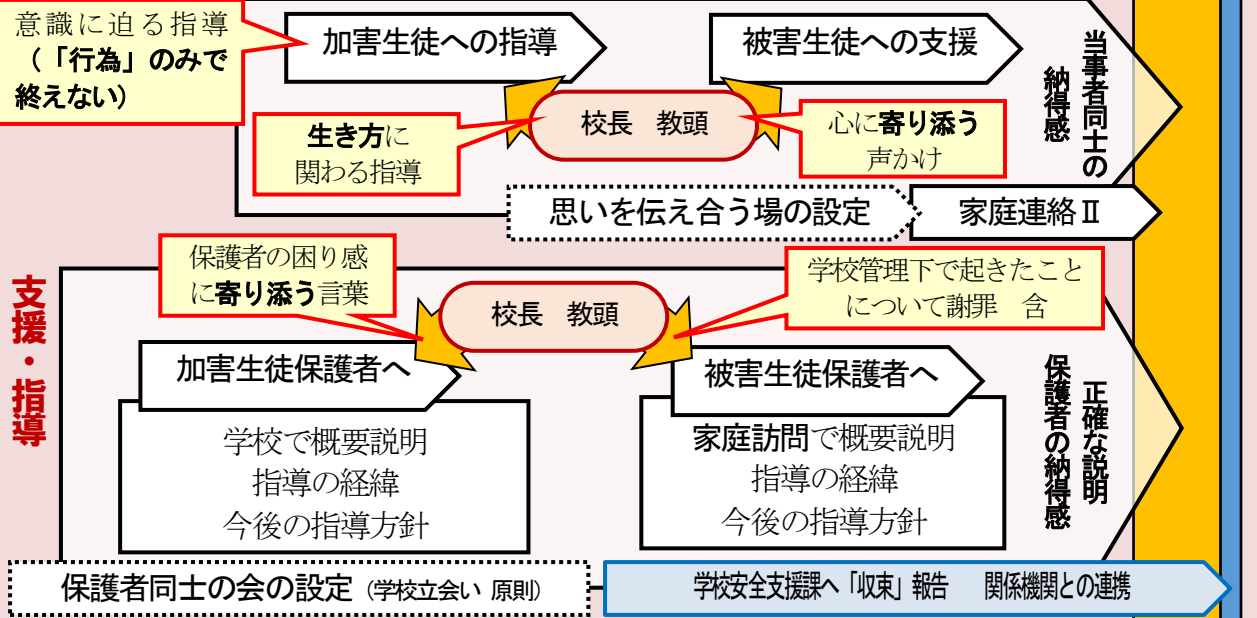 意識に迫る指導
(「行為」のみで
終えない)
加害生徒への指導
被害生徒への支援
校長 教頭
生き方に
関わる指導
心に寄り添う
声かけ
当事者同士の
納得感
思いを伝え合う場の設定
家庭連絡Ⅱ
支援・指導
保護者の困り感
に寄り添う言葉
校長 教頭
学校管理下で起きたこと
について謝罪 含
加害生徒保護者へ
学校で概要説明
指導の経緯
今後の指導方針
被害生徒保護者へ
家庭訪問で概要説明
指導の経緯
今後の指導方針
正確な説明
保護者の納得感
保護者同士の会の設定(学校立会い 原則)
学校安全支援課へ「収束」報告 関係機関との連携